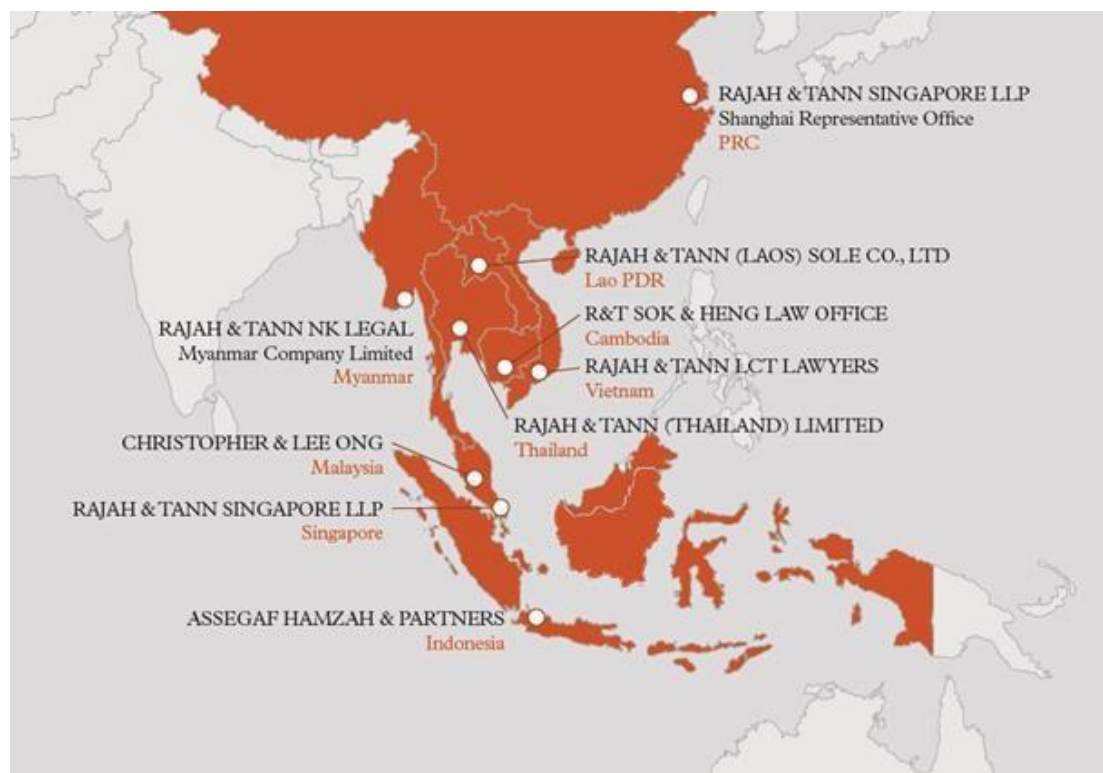 RAJAH & TANN SINGAPORE LLP
Shanghai Representative Office
PRC
RAJAH & TANN (LAOS) SOLE CO., LTD
Lao PDR
R&T SOK & HENG LAW OFFICE
Cambodia
RAJAH & TANN NK LEGAL
Myanmar Company Limited
Myanmar
RAJAH & TANN LCT LAWYERS
Vietnam
RAJAH & TANN (THAILAND) LIMITED
Thailand
CHRISTOPHER & LEE ONG
Malaysia
RAJAH & TANN SINGAPORE LLP
Singapore
ASSEGAF HAMZAH & PARTNERS
Indonesia